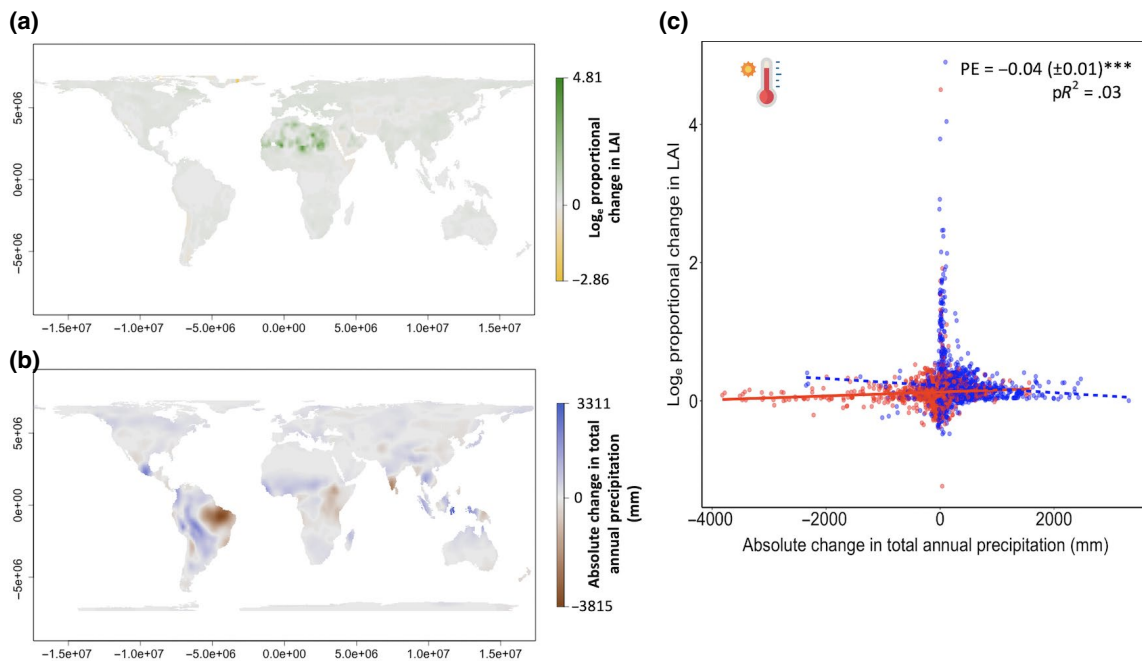 (a)
5e+06
0e+00
−5e+06
−1.5e+07 −1.0e+07 −5.0e+06 0.0e+00 5.0e+06 1.0e+07 1.5e+07
4.81
0
−2.86
Logₑ proportional
change in LAI
(b)
5e+06
0e+00
−5e+06
−1.5e+07 −1.0e+07 −5.0e+06 0.0e+00 5.0e+06 1.0e+07 1.5e+07
3311
0
−3815
Absolute change in total
annual precipitation
(mm)
(c)
PE = −0.04 (±0.01)***
pR² = .03
Logₑ proportional change in LAI
4
2
0
−4000 −2000 0 2000
Absolute change in total annual precipitation (mm)